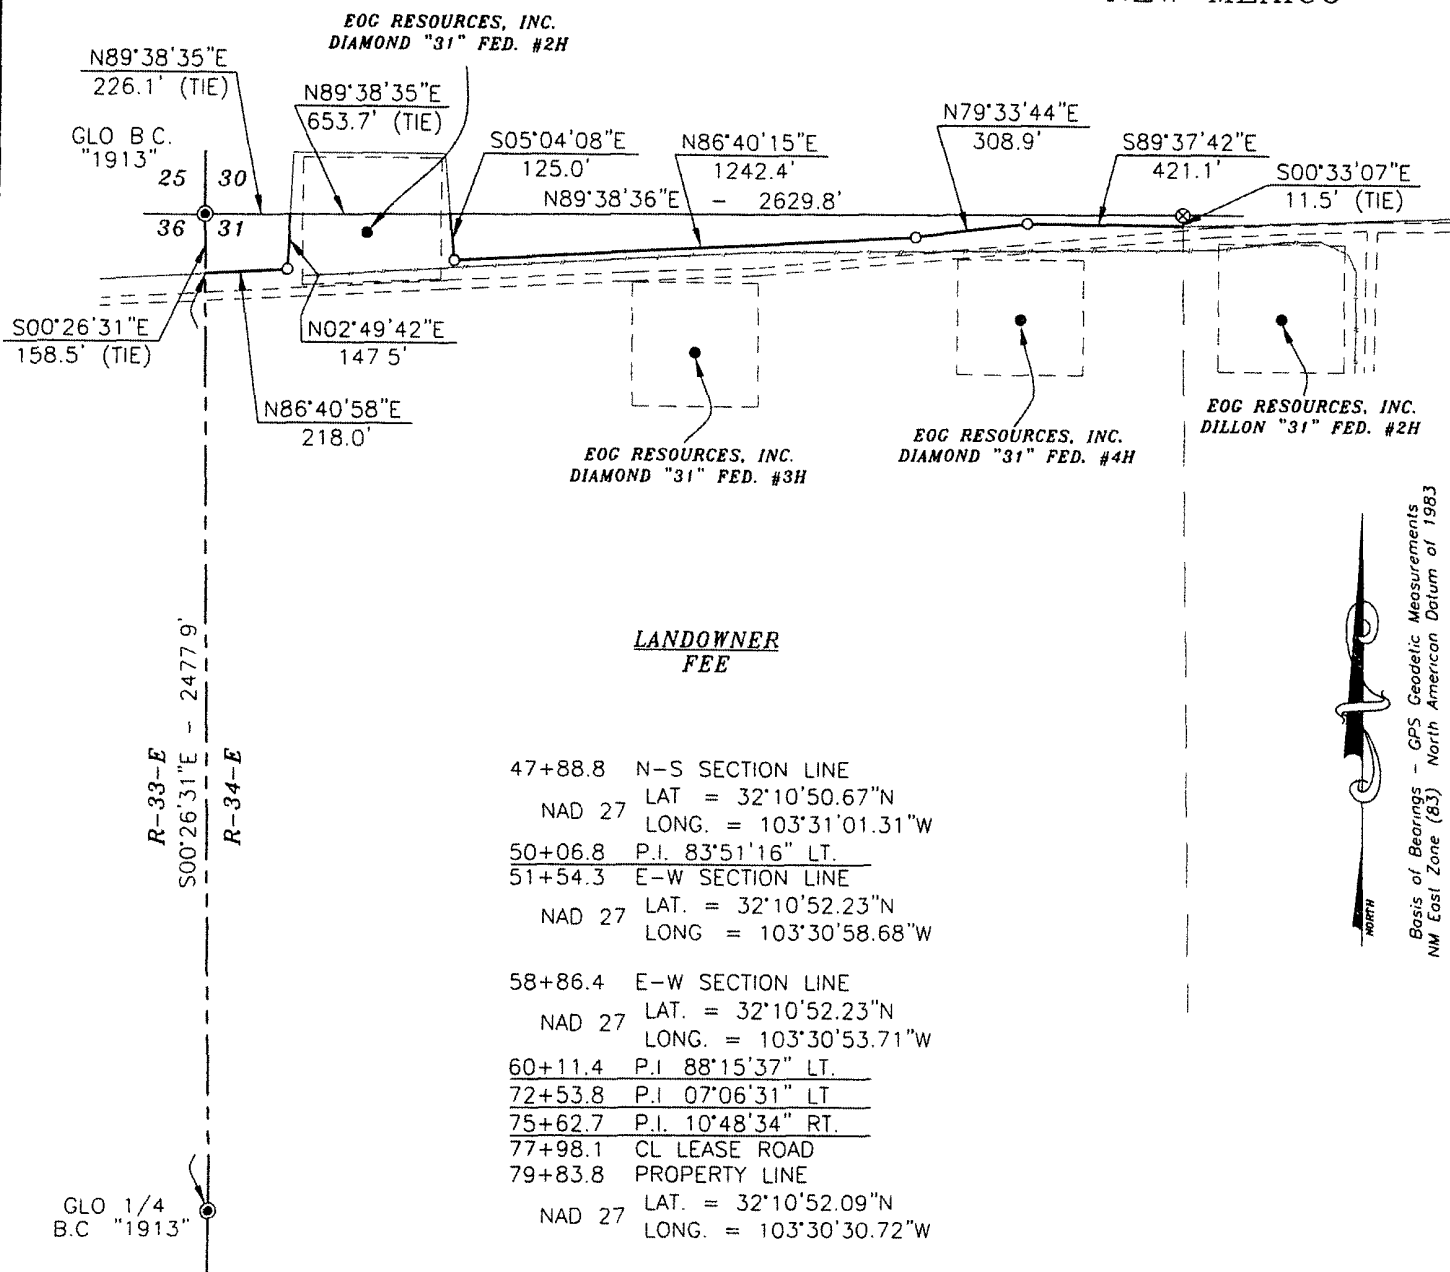 EOG RESOURCES, INC.
DIAMOND "31" FED. #2H
N89°38'35"E
226.1' (TIE)
N89°38'35"E
653.7' (TIE)
GLO B.C.
"1913"
25 30
36 31
S05°04'08"E
125.0'
N86°40'15"E
1242.4'
N89°38'36"E - 2629.8'
N79°33'44"E
308.9'
S89°37'42"E
421.1'
S00°33'07"E
11.5' (TIE)
S00°26'31"E
158.5' (TIE)
N02°49'42"E
147 5'
N86°40'58"E
218.0'
EOG RESOURCES, INC.
DIAMOND "31" FED. #3H
EOG RESOURCES, INC.
DIAMOND "31" FED. #4H
EOG RESOURCES, INC.
DILLON "31" FED. #2H
LANDOWNER
FEE
R-33-E
S00°26'31"E - 2477 9'
R-34-E
47+88.8 N-S SECTION LINE
NAD 27 LAT = 32°10'50.67"N
LONG. = 103°31'01.31"W
50+06.8 P.I. 83°51'16" LT.
51+54.3 E-W SECTION LINE
NAD 27 LAT. = 32°10'52.23"N
LONG = 103°30'58.68"W
58+86.4 E-W SECTION LINE
NAD 27 LAT. = 32°10'52.23"N
LONG. = 103°30'53.71"W
60+11.4 P.I 88°15'37" LT.
72+53.8 P.I 07°06'31" LT
75+62.7 P.I. 10°48'34" RT.
77+98.1 CL LEASE ROAD
79+83.8 PROPERTY LINE
NAD 27 LAT. = 32°10'52.09"N
LONG. = 103°30'30.72"W
GLO 1/4
B.C "1913"
NORTH
Basis of Bearings - GPS Geodetic Measurements
NM East Zone (83) North American Datum of 1983